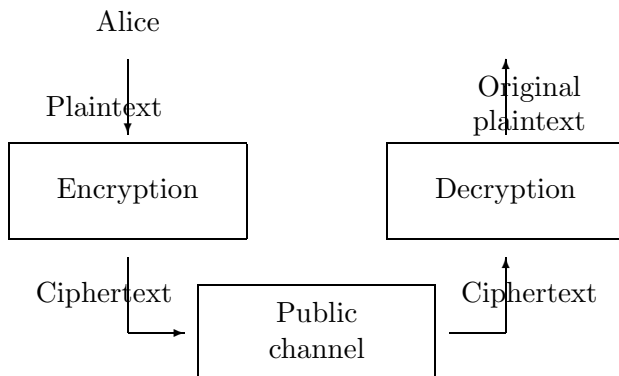 Alice
Plaintext
Original
plaintext
Encryption
Decryption
Ciphertext
Ciphertext
Public
channel